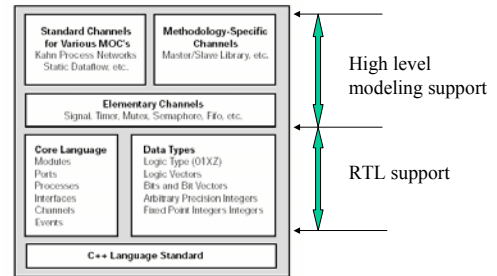 Standard Channels
for Various MOC's
Kahn Process Networks
Static Dataflow, etc.
Methodology-Specific
Channels
Master/Slave Library, etc.
Elementary Channels
Signal, Timer, Mutex, Semaphore, Fifo, etc.
Core Language
Modules
Ports
Processes
Interfaces
Channels
Events
Data Types
Logic Type (01XZ)
Logic Vectors
Bits and Bit Vectors
Arbitrary Precision Integers
Fixed Point Integers Integers
C++ Language Standard
High level
modeling support
RTL support